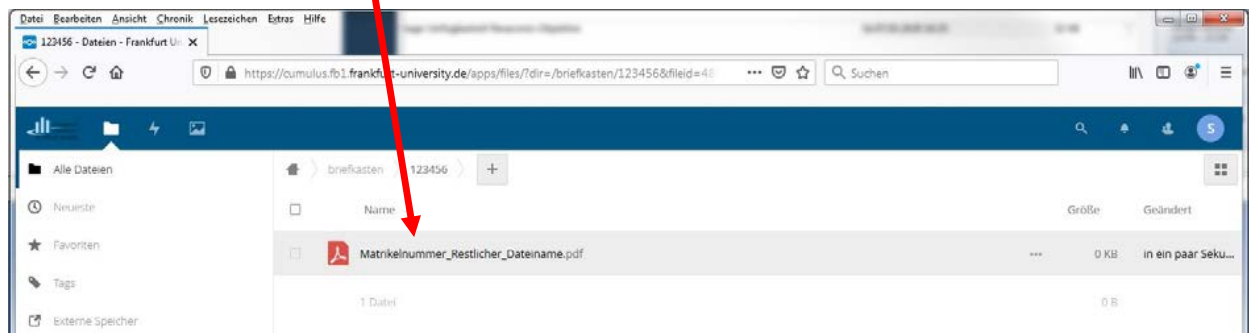 Datei Bearbeiten Ansicht Chronik Lesezeichen Extras Hilfe
123456 - Dateien - Frankfurt Un
https://cumulus.fb1.frankfurt-university.de/apps/files/?dir=/briefkasten/123456&fileid=48
Suchen
S
Alle Dateien
briefkasten 123456 +
Neueste
Name Größe Geändert
Favoriten
Matrikelnummer_Restlicher_Dateiname.pdf ... 0 KB in ein paar Seku...
Tags
1 Datei 0 B
Externe Speicher